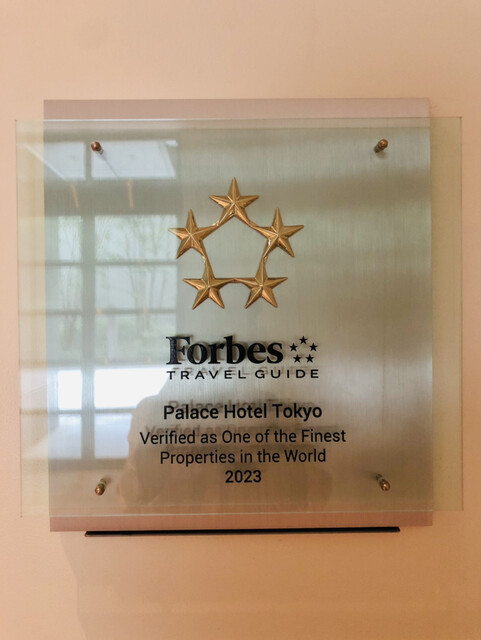 Forbes
TRAVEL GUIDE
Palace Hotel Tokyo
Verified as One of the Finest
Properties in the World
2023